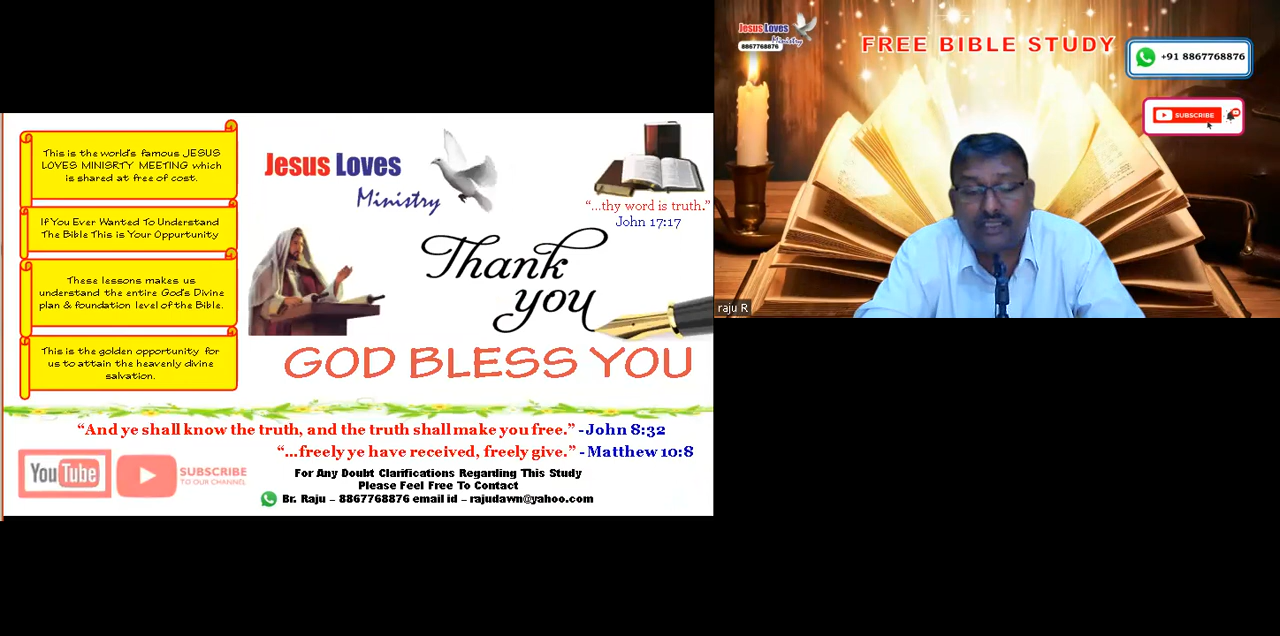 This is the world's famous JESUS
LOVES MINISRTY MEETING which
is shared at free of cost.
If You Ever Wanted To Understand
The Bible This is Your Oppurtunity
These lessons makes us
understand the entire God's Divine
plan & foundation level of the Bible.
This is the golden opportunity for
us to attain the heavenly divine
salvation.
Jesus Loves
Ministry
"...thy word is truth."
John 17:17
Thank
you
GOD BLESS YOU
"And ye shall know the truth, and the truth shall make you free." - John 8:32
"...freely ye have received, freely give." - Matthew 10:8
You Tube
SUBSCRIBE
TO OUR CHANNEL
For Any Doubt Clarifications Regarding This Study
Please Feel Free To Contact
Br. Raju - 8867768876 email id - rajudawn@yahoo.com
Jesus Loves
Ministry
8867768876
FREE BIBLE STUDY
+91 8867768876
SUBSCRIBE
raju R